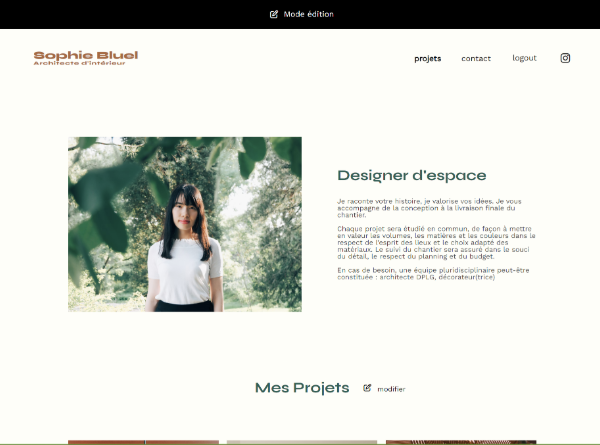 Mode édition
Sophie Bluel
Architecte d'intérieur
projets
contact
logout
Designer d'espace
Je raconte votre histoire, je valorise vos idées. Je vous
accompagne de la conception à la livraison finale du
chantier.
Chaque projet sera étudié en commun, de façon à mettre
en valeur les volumes, les matières et les couleurs dans le
respect de l'esprit des lieux et le choix adapté des
matériaux. Le suivi du chantier sera assuré dans le souci
du détail, le respect du planning et du budget.
En cas de besoin, une équipe pluridisciplinaire peut-être
constituée : architecte DPLG, décorateur(trice)
Mes Projets
modifier